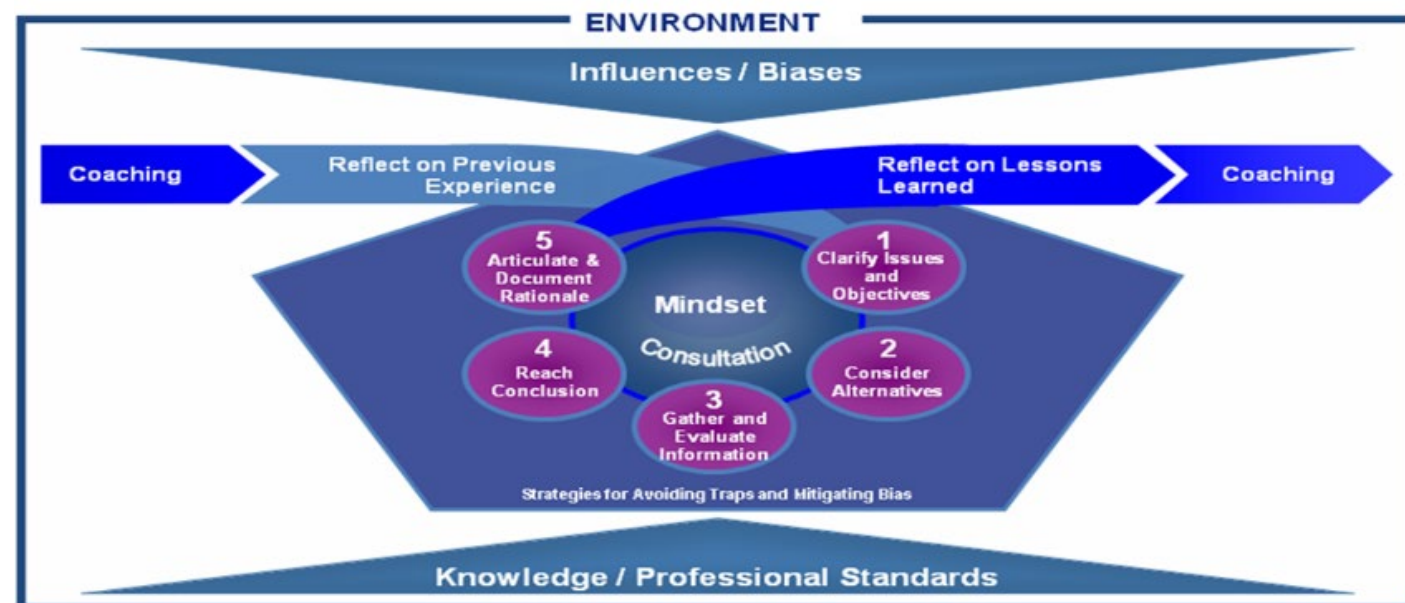 ENVIRONMENT
Influences / Biases
Coaching
Reflect on Previous
Experience
Reflect on Lessons
Learned
Coaching
5
Articulate &
Document
Rationale
1
Clarify Issues
and
Objectives
Mindset
Consultation
4
Reach
Conclusion
2
Consider
Alternatives
3
Gather and
Evaluate
Information
Strategies for Avoiding Traps and Mitigating Bias
Knowledge / Professional Standards